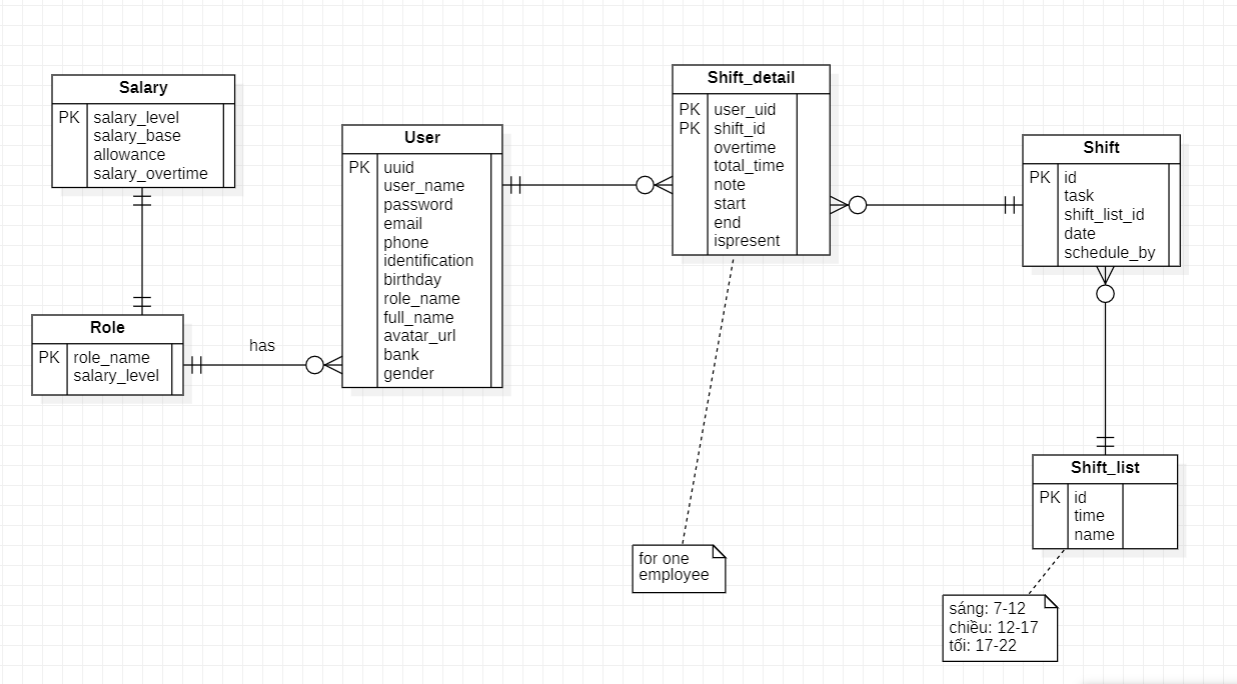 Salary
PK salary_level
salary_base
allowance
salary_overtime
Role
PK role_name
salary_level
has
User
PK uuid
user_name
password
email
phone
identification
birthday
role_name
full_name
avatar_url
bank
gender
Shift_detail
PK user_uid
PK shift_id
overtime
total_time
note
start
end
ispresent
for one
employee
Shift
PK id
task
shift_list_id
date
schedule_by
Shift_list
PK id
time
name
sáng: 7-12
chiều: 12-17
tối: 17-22